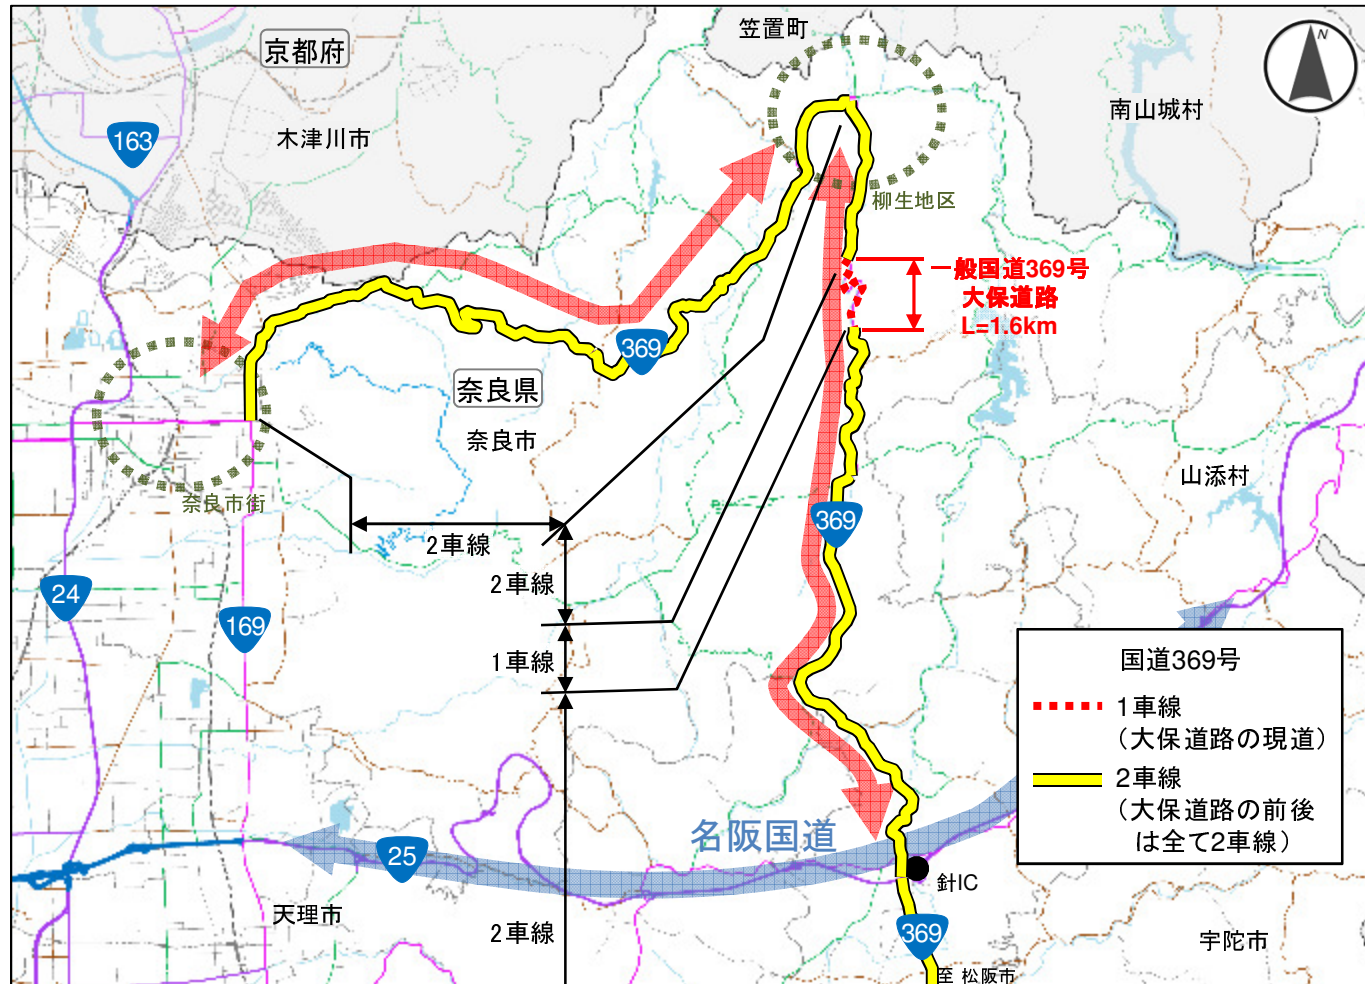 笠置町
N
京都府
南山城村
163
木津川市
柳生地区
一般国道369号
大保道路
L=1.6km
369
奈良県
奈良市
山添村
奈良市街
369
2車線
2車線
24
169
1車線
国道369号
1車線
（大保道路の現道）
2車線
（大保道路の前後
は全て2車線）
名阪国道
25
針IC
天理市
2車線
369
宇陀市
至 松阪市